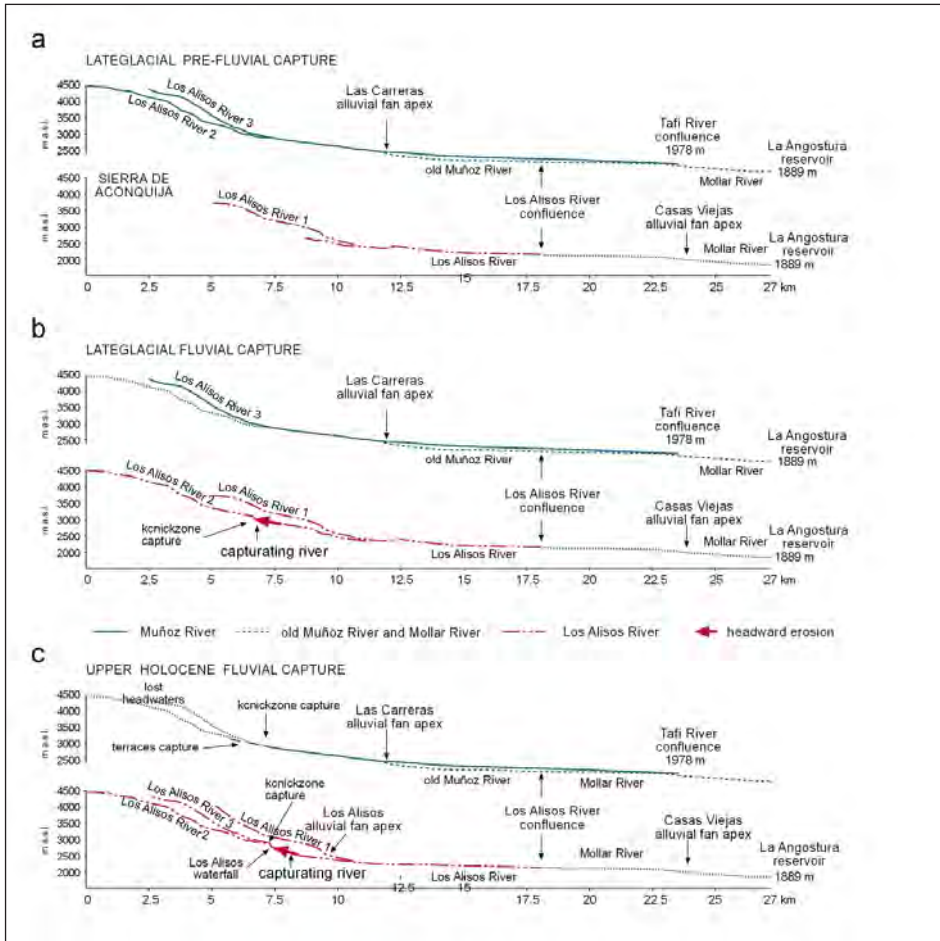 a
LATEGLACIAL PRE-FLUVIAL CAPTURE
4500
4000
3500
3000
2500
m a.s.l.
Los Alisos River 3
Los Alisos River 2
Las Carreras
alluvial fan apex
old Muñoz River
Tafi River
confluence
1978 m
Mollar River
La Angostura
reservoir
1889 m
SIERRA DE
ACONQUIJA
4500
3500
2500
2000
m a.s.l.
Los Alisos River 1
Los Alisos River
confluence
Los Alisos River
Casas Viejas
alluvial fan apex
Mollar River
La Angostura
reservoir
1889 m
0 2.5 5 7.5 10 12.5 15 17.5 20 22.5 25 27 km
b
LATEGLACIAL FLUVIAL CAPTURE
4500
4000
3500
3000
2500
m a.s.l.
Los Alisos River 3
Las Carreras
alluvial fan apex
old Muñoz River
Tafi River
confluence
1978 m
Mollar River
La Angostura
reservoir
1889 m
4500
4000
3500
3000
2500
2000
m a.s.l.
Los Alisos River 2
Los Alisos River 1
kcnickzone
capture
capturating river
Los Alisos River
confluence
Los Alisos River
Casas Viejas
alluvial fan apex
Mollar River
La Angostura
reservoir
1889 m
0 2.5 5 7.5 10 12.5 15 17.5 20 22.5 25 27 km
Muñoz River old Muñoz River and Mollar River Los Alisos River headward erosion
c
UPPER HOLOCENE FLUVIAL CAPTURE
4500
4000
3000
2500
m a.s.l.
lost
headwaters
kcnickzone capture
terraces capture
Las Carreras
alluvial fan apex
old Muñoz River
Mollar River
Tafi River
confluence
1978 m
4500
4000
3500
3000
2500
2000
m a.s.l.
kcnickzone
capture
Los Alisos River 3
Los Alisos River 2
Los Alisos River 1
Los Alisos
alluvial fan apex
Los Alisos
waterfall
capturating river
Los Alisos River
confluence
Los Alisos River
Mollar River
Casas Viejas
alluvial fan apex
La Angostura
reservoir
1889 m
0 2.5 5 7.5 10 12.5 15 17.5 20 22.5 25 27 km